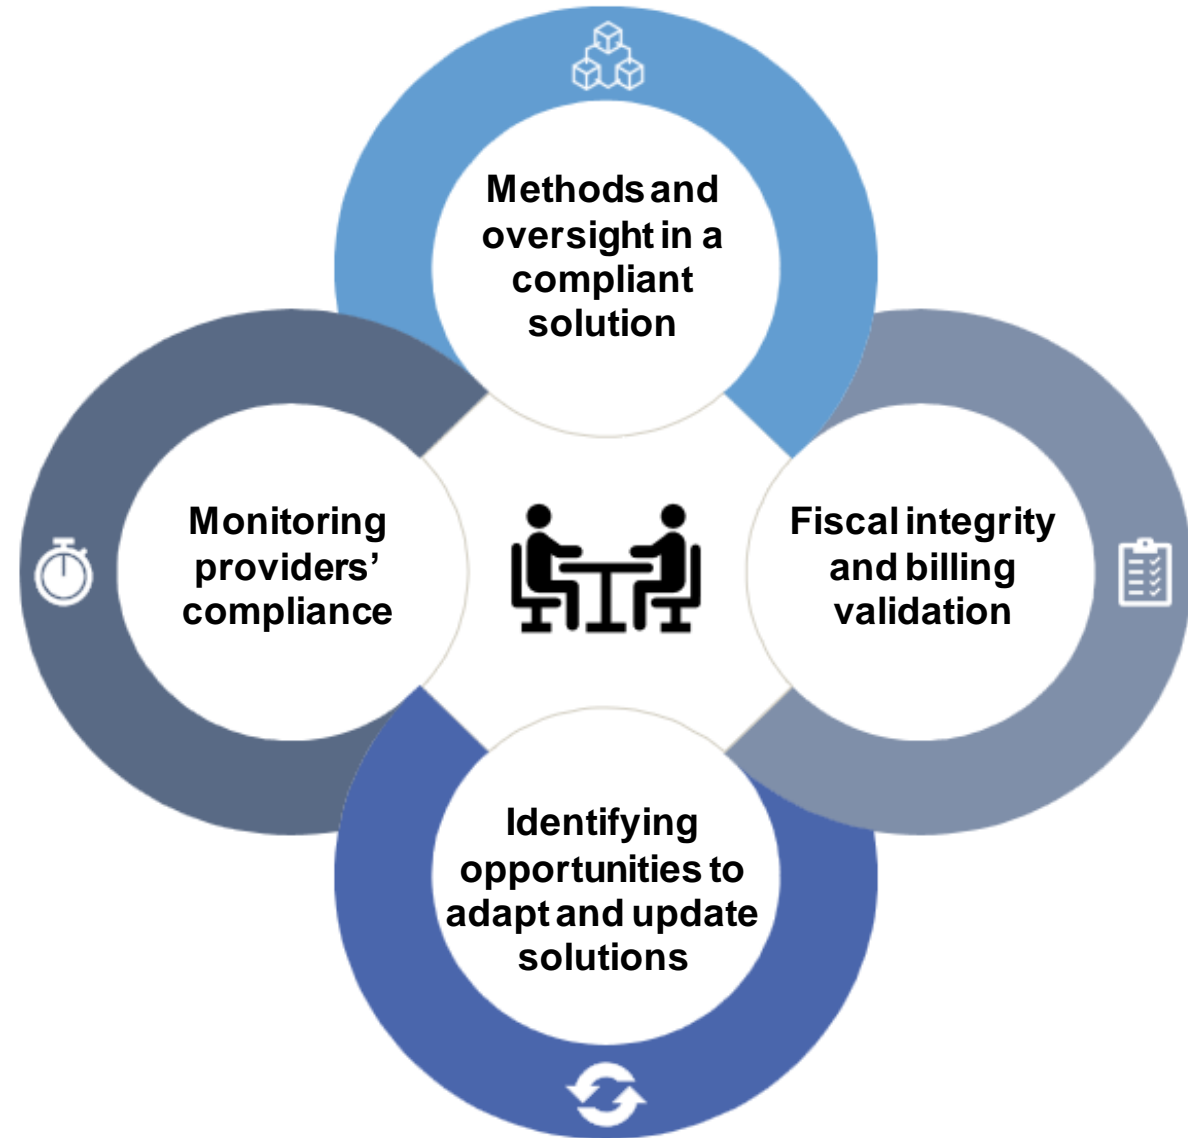 Methods and
oversight in a
compliant
solution
Monitoring
providers’
compliance
Fiscal integrity
and billing
validation
Identifying
opportunities to
adapt and update
solutions